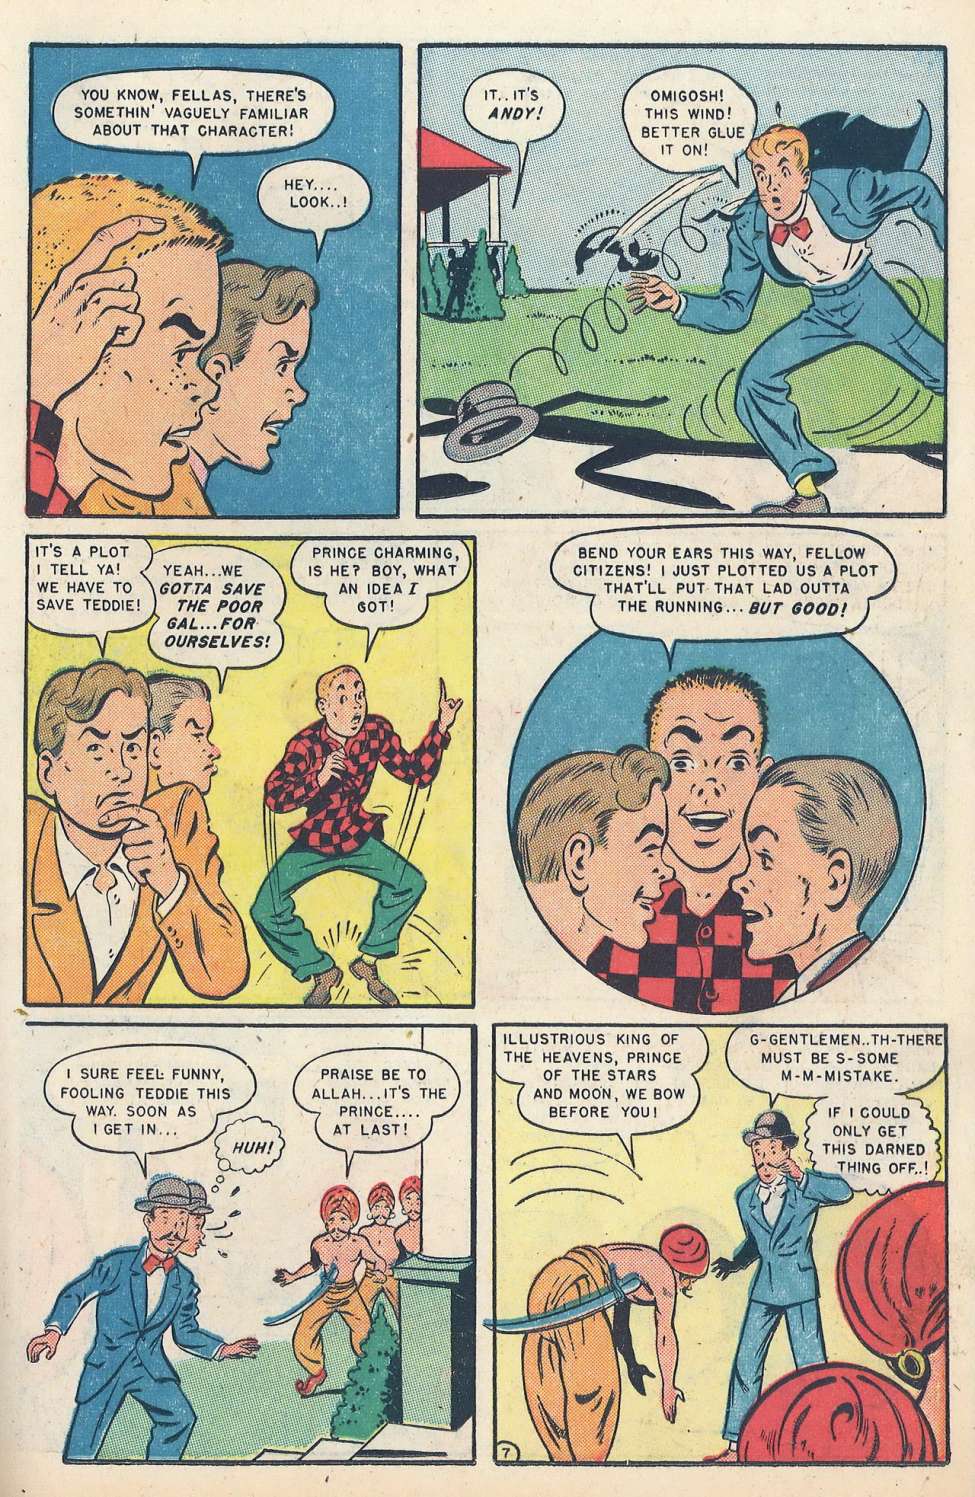 YOU KNOW, FELLAS, THERE'S
SOMETHIN' VAGUELY FAMILIAR
ABOUT THAT CHARACTER!
HEY....
LOOK..!
IT..IT'S
ANDY!
OMIGOSH!
THIS WIND!
BETTER GLUE
IT ON!
IT'S A PLOT
I TELL YA!
WE HAVE TO
SAVE TEDDIE!
YEAH...WE
GOTTA SAVE
THE POOR
GAL...FOR
OURSELVES!
PRINCE CHARMING,
IS HE? BOY, WHAT
AN IDEA I
GOT!
BEND YOUR EARS THIS WAY, FELLOW
CITIZENS! I JUST PLOTTED US A PLOT
THAT'LL PUT THAT LAD OUTTA
THE RUNNING... BUT GOOD!
I SURE FEEL FUNNY,
FOOLING TEDDIE THIS
WAY. SOON AS
I GET IN...
HUH!
PRAISE BE TO
ALLAH...IT'S THE
PRINCE....
AT LAST!
ILLUSTRIOUS KING OF
THE HEAVENS, PRINCE
OF THE STARS
AND MOON, WE BOW
BEFORE YOU!
G-GENTLEMEN..TH-THERE
MUST BE S-SOME
M-M-MISTAKE.
IF I COULD
ONLY GET
THIS DARNED
THING OFF..!
7